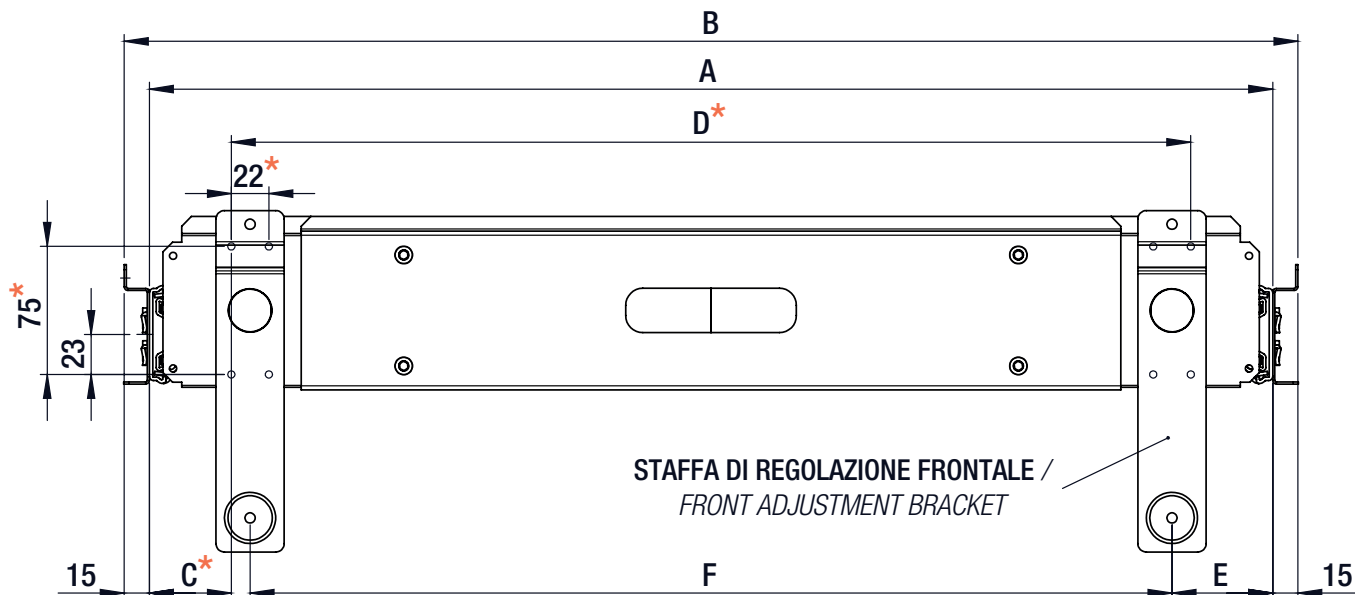 B
A
D*
22*
75*
23
STAFFA DI REGOLAZIONE FRONTALE /
FRONT ADJUSTMENT BRACKET
15 C* F E 15